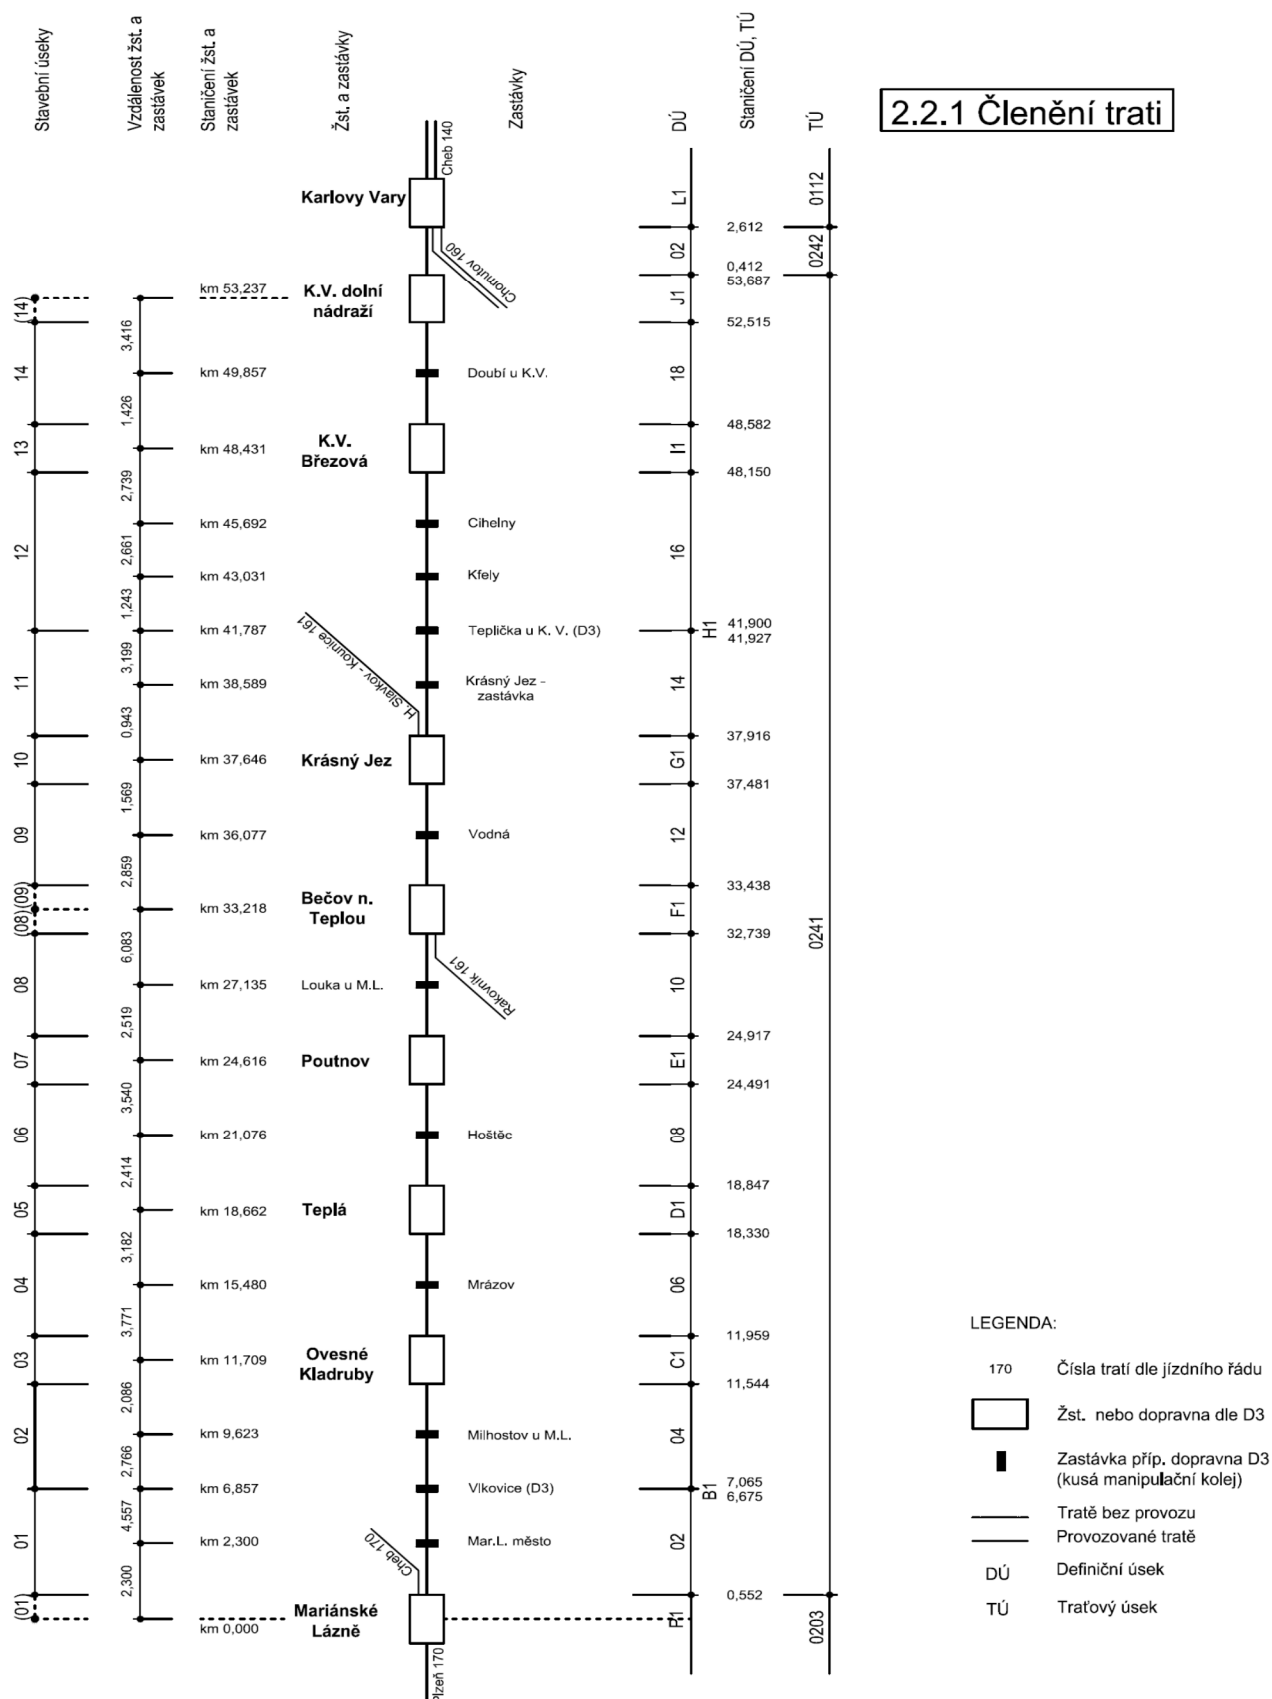 2.2.1 Členění trati
Stavební úseky
Vzdálenost žst. a
zastávek
Staničení žst. a
zastávek
Žst. a zastávky
Zastávky
DÚ
Staničení DÚ, TÚ
TÚ
Cheb 140
Karlovy Vary
L1
0112
2,612
Chomutov 160
02
0242
0,412
53,687
km 53,237
K.V. dolní
nádraží
J1
(14)
52,515
3,416
14
km 49,857
Doubí u K.V.
18
1,426
48,582
13
km 48,431
K.V.
Březová
I1
48,150
2,739
km 45,692
Cihelny
12
2,661
16
km 43,031
Kfely
1,243
km 41,787
Teplička u K. V. (D3)
H1
41,900
41,927
H. Slavkov - Kounice 161
3,199
11
km 38,589
Krásný Jez -
zastávka
14
0,943
37,916
10
km 37,646
Krásný Jez
G1
37,481
1,569
09
km 36,077
Vodná
12
2,859
33,438
(09)
(08)
km 33,218
Bečov n.
Teplou
F1
32,739
0241
6,083
Rakovník 161
08
km 27,135
Louka u M.L.
10
2,519
24,917
07
km 24,616
Poutnov
E1
24,491
3,540
06
km 21,076
Hoštěc
08
2,414
18,847
05
km 18,662
Teplá
D1
18,330
3,182
04
km 15,480
Mrázov
06
3,771
11,959
03
km 11,709
Ovesné
Kladruby
C1
11,544
2,086
02
km 9,623
Milhostov u M.L.
04
2,766
km 6,857
Vlkovice (D3)
B1
7,065
6,675
4,557
01
km 2,300
Mar.L. město
02
Cheb 170
2,300
0,552
(01)
km 0,000
Mariánské
Lázně
P1
0203
Plzeň 170
LEGENDA:
170 Čísla tratí dle jízdního řádu
Žst. nebo dopravna dle D3
Zastávka příp. dopravna D3
(kusá manipulační kolej)
Tratě bez provozu
Provozované tratě
DÚ Definiční úsek
TÚ Traťový úsek